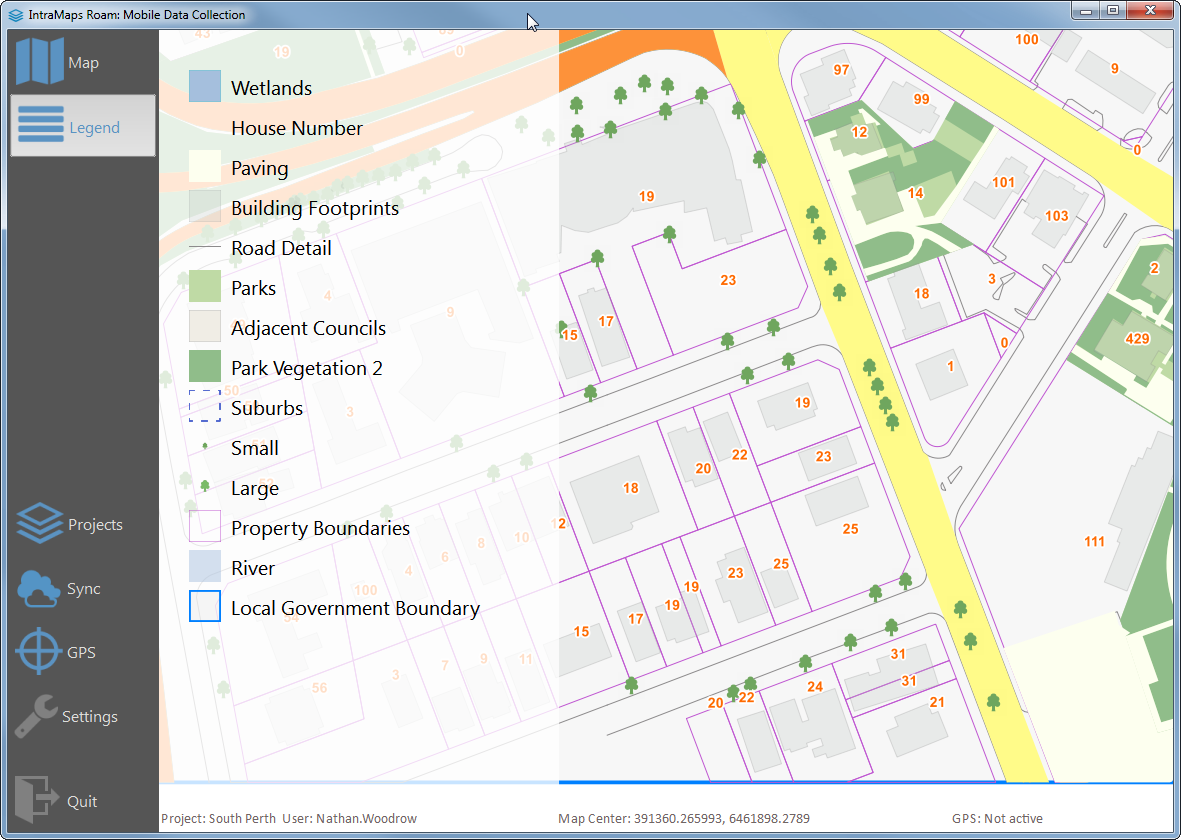 IntraMaps Roam: Mobile Data Collection
Map
Legend
Projects
Sync
GPS
Settings
Quit
Wetlands
House Number
Paving
Building Footprints
Road Detail
Parks
Adjacent Councils
Park Vegetation 2
Suburbs
Small
Large
Property Boundaries
River
Local Government Boundary
43
19
0
4
9
3
50
52
100
4
6
8
10
12
54
56
3
7
9
11
100
9
97
99
12
0
14
101
19
103
2
23
3
18
17
15
0
429
1
19
22
23
20
18
25
111
25
23
19
19
17
15
31
31
24
22
20
21
Project: South Perth User: Nathan.Woodrow
Map Center: 391360.265993, 6461898.2789
GPS: Not active